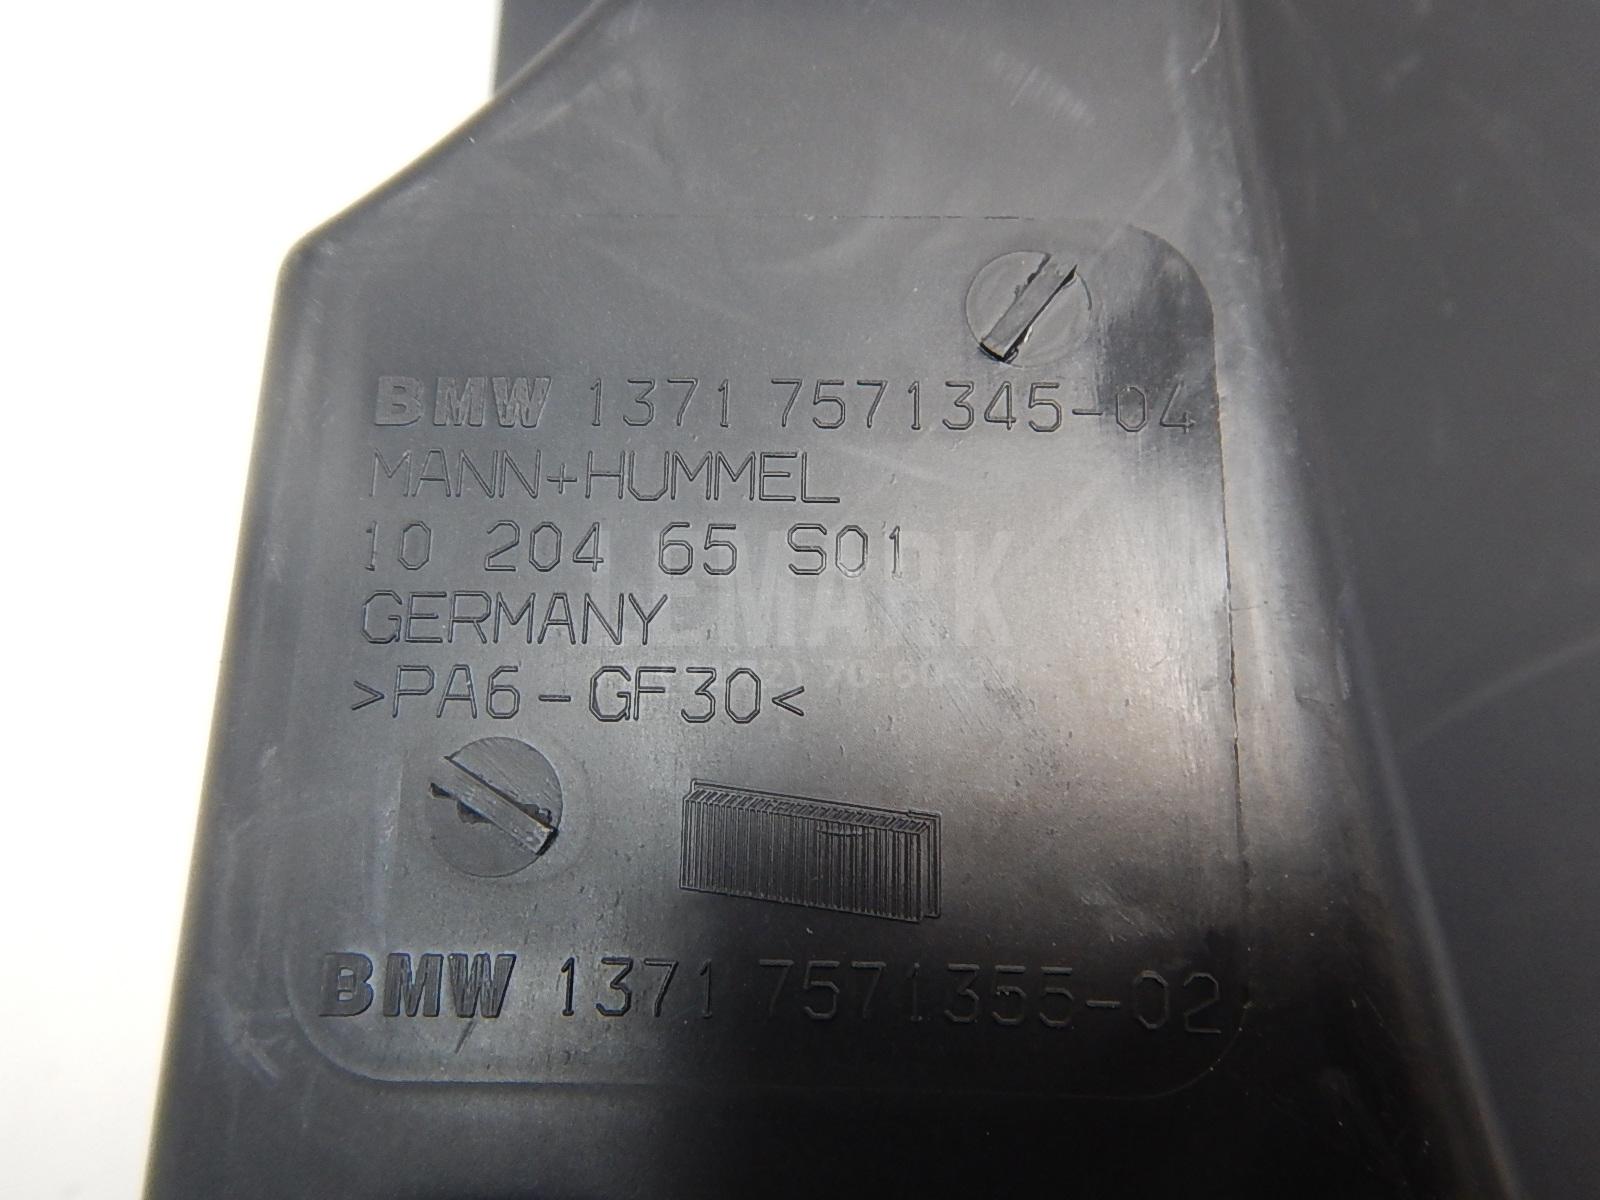 BMW 1371 7571345-04
MANN+HUMMEL
10 204 65 S01
GERMANY
>PA6-GF30<
BMW 1371 7571355-02